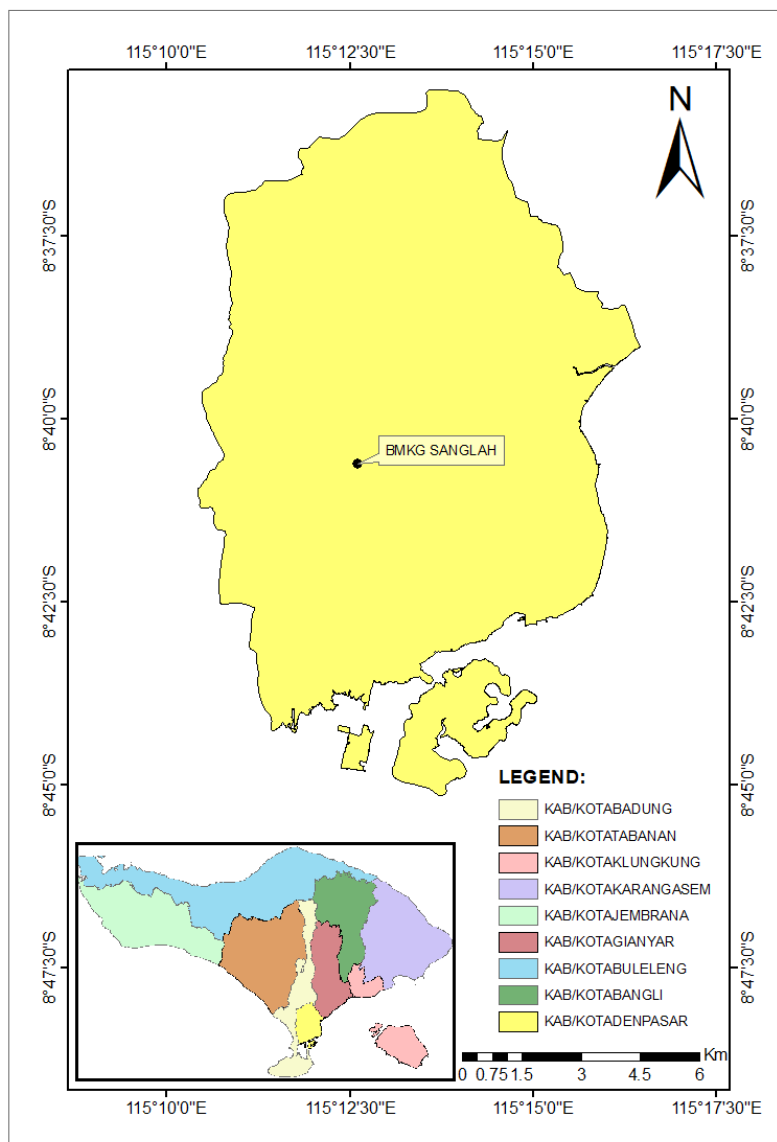 115°10'0"E 115°12'30"E 115°15'0"E 115°17'30"E
N
8°37'30"S 8°37'30"S
8°40'0"S 8°40'0"S
BMKG SANGLAH
8°42'30"S 8°42'30"S
8°45'0"S 8°45'0"S
LEGEND:
KAB/KOTABADUNG
KAB/KOTATABANAN
KAB/KOTAKLUNGKUNG
KAB/KOTAKARANGASEM
KAB/KOTAJEMBRANA
KAB/KOTAGIANYAR
KAB/KOTABULELENG
KAB/KOTABANGLI
KAB/KOTADENPASAR
8°47'30"S 8°47'30"S
Km
0 0.75 1.5 3 4.5 6
115°10'0"E 115°12'30"E 115°15'0"E 115°17'30"E